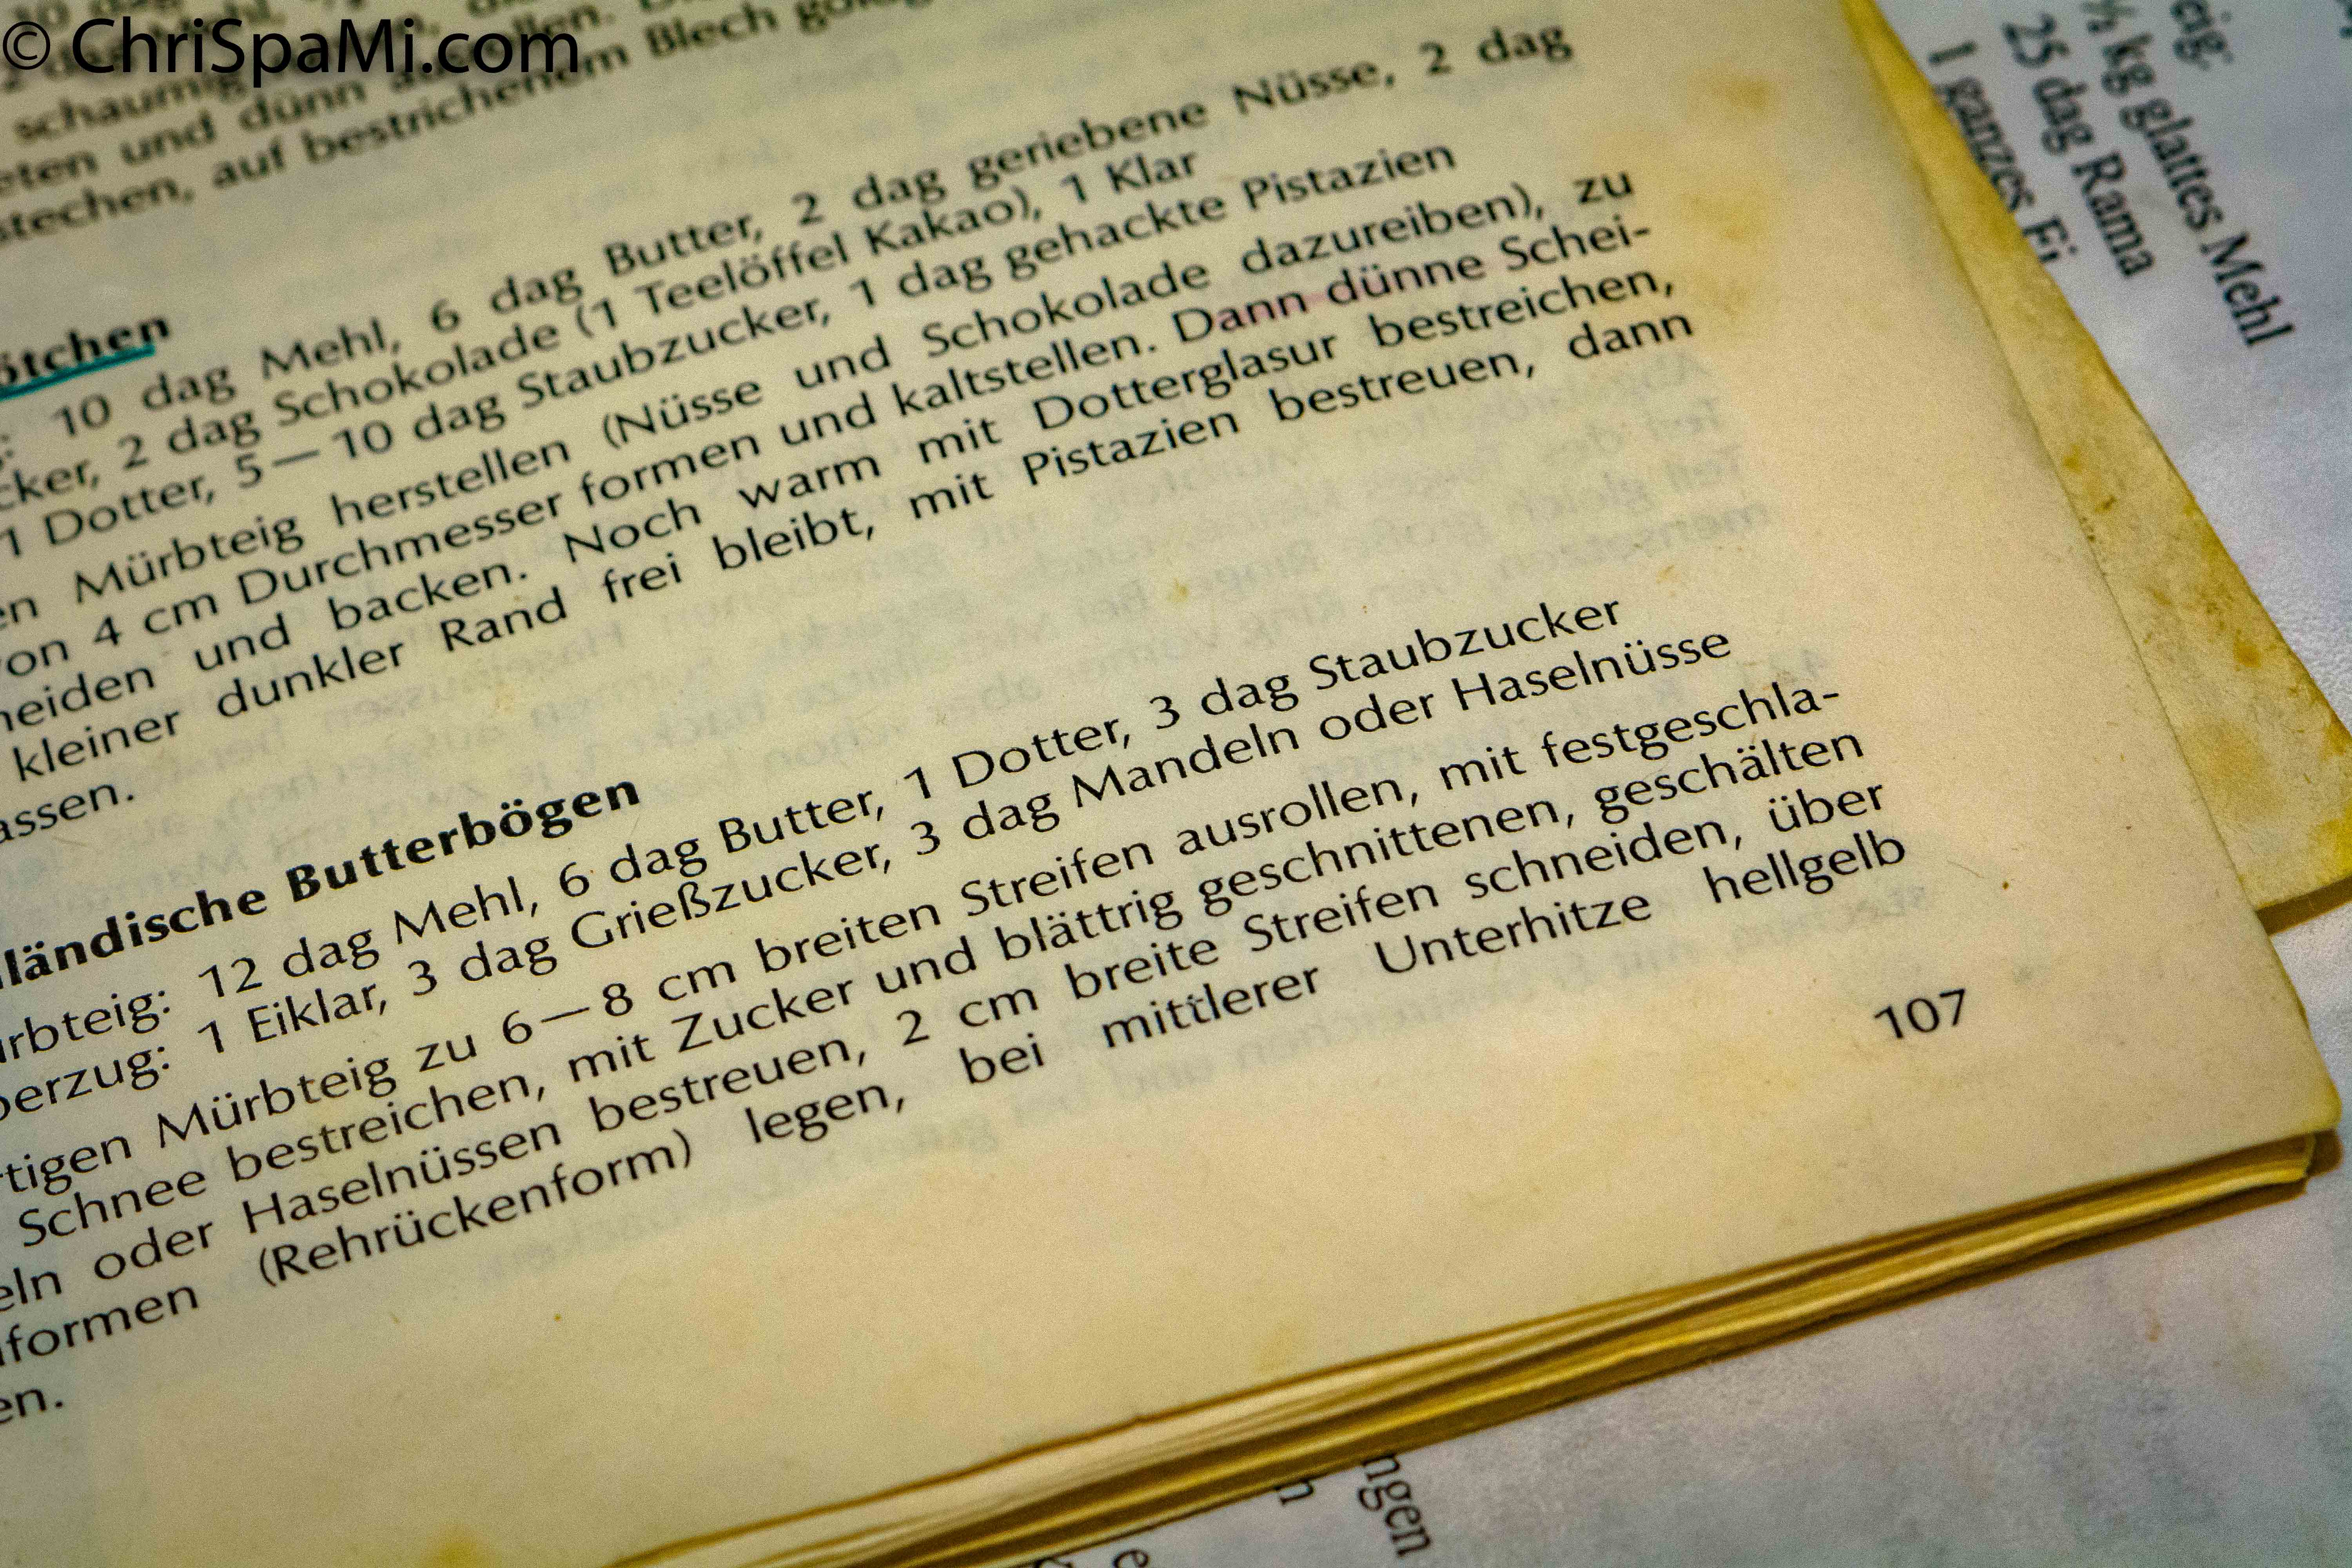 © ChriSpaMi.com
schaumig
und dünn
stechen, auf bestrichenem Blech
ötchen
10 dag Mehl, 6 dag Butter, 2 dag geriebene Nüsse, 2 dag
cker, 2 dag Schokolade (1 Teelöffel Kakao), 1 Klar
1 Dotter, 5—10 dag Staubzucker, 1 dag gehackte Pistazien
en Mürbteig herstellen (Nüsse und Schokolade dazureiben), zu
von 4 cm Durchmesser formen und kaltstellen. Dann dünne Schei-
neiden und backen. Noch warm mit Dotterglasur bestreichen,
kleiner dunkler Rand frei bleibt, mit Pistazien bestreuen, dann
assen.
ländische Butterbögen
rbteig: 12 dag Mehl, 6 dag Butter, 1 Dotter, 3 dag Staubzucker
berzug: 1 Eiklar, 3 dag Grießzucker, 3 dag Mandeln oder Haselnüsse
rtigen Mürbteig zu 6—8 cm breiten Streifen ausrollen, mit festgeschla-
Schnee bestreichen, mit Zucker und blättrig geschnittenen, geschälten
eln oder Haselnüssen bestreuen, 2 cm breite Streifen schneiden, über
formen (Rehrückenform) legen, bei mittlerer Unterhitze hellgelb
en.
107
eig:
½ kg glattes Mehl
25 dag Rama
1 ganzes Ei
ngen